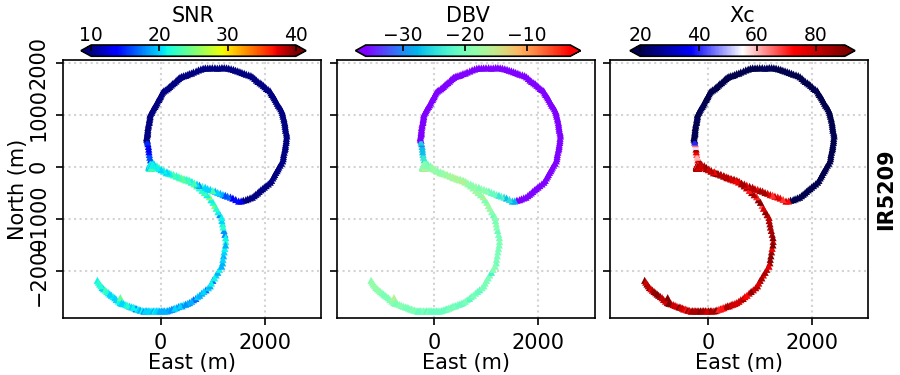 SNR
10 20 30 40
DBV
−30 −20 −10
Xc
20 40 60 80
North (m)
2000
1000
0
−1000
−2000
0 2000
East (m)
0 2000
East (m)
0 2000
East (m)
IR5209